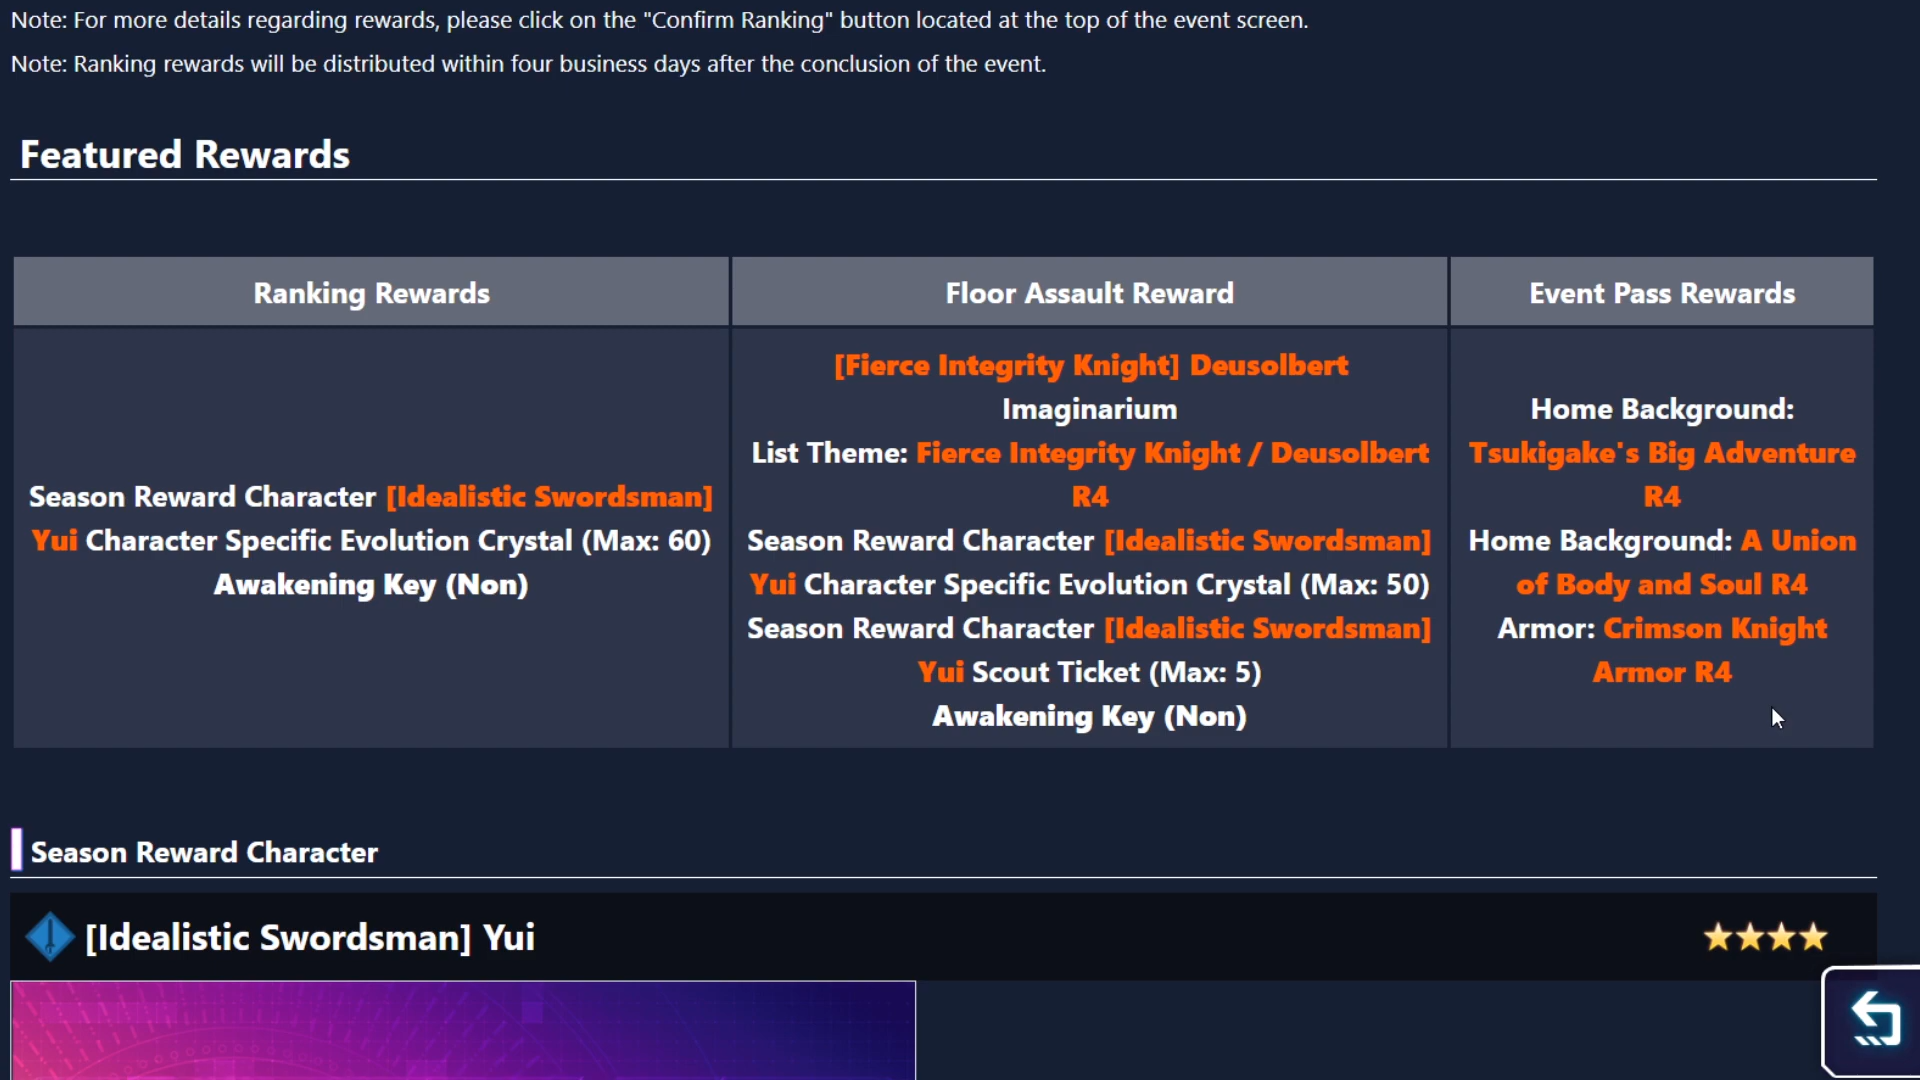 Note: For more details regarding rewards, please click on the "Confirm Ranking" button located at the top of the event screen.
Note: Ranking rewards will be distributed within four business days after the conclusion of the event.
Featured Rewards
Ranking Rewards
Floor Assault Reward
Event Pass Rewards
Season Reward Character [Idealistic Swordsman]
Yui Character Specific Evolution Crystal (Max: 60)
Awakening Key (Non)
[Fierce Integrity Knight] Deusolbert
Imaginarium
List Theme: Fierce Integrity Knight / Deusolbert
R4
Season Reward Character [Idealistic Swordsman]
Yui Character Specific Evolution Crystal (Max: 50)
Season Reward Character [Idealistic Swordsman]
Yui Scout Ticket (Max: 5)
Awakening Key (Non)
Home Background:
Tsukigake's Big Adventure
R4
Home Background: A Union
of Body and Soul R4
Armor: Crimson Knight
Armor R4
Season Reward Character
[Idealistic Swordsman] Yui